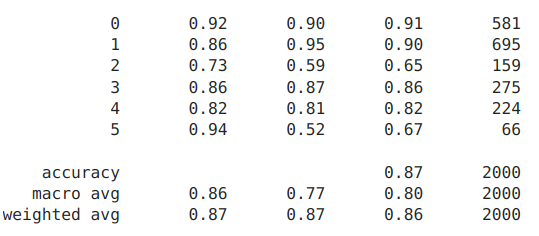 0 0.92 0.90 0.91 581
1 0.86 0.95 0.90 695
2 0.73 0.59 0.65 159
3 0.86 0.87 0.86 275
4 0.82 0.81 0.82 224
5 0.94 0.52 0.67 66
accuracy 0.87 2000
macro avg 0.86 0.77 0.80 2000
weighted avg 0.87 0.87 0.86 2000